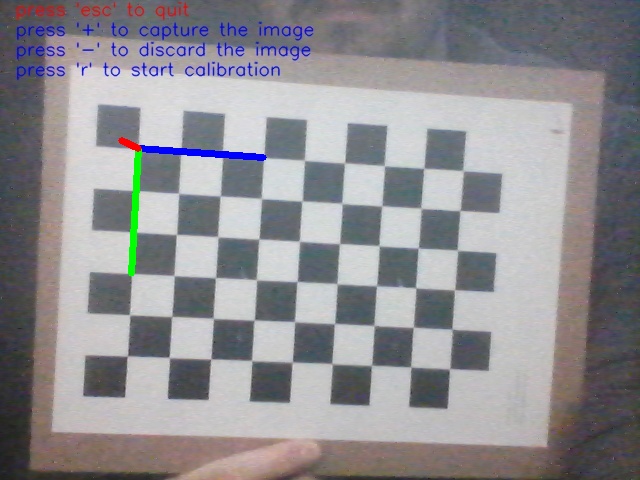 press 'esc' to quit
press '+' to capture the image
press '-' to discard the image
press 'r' to start calibration